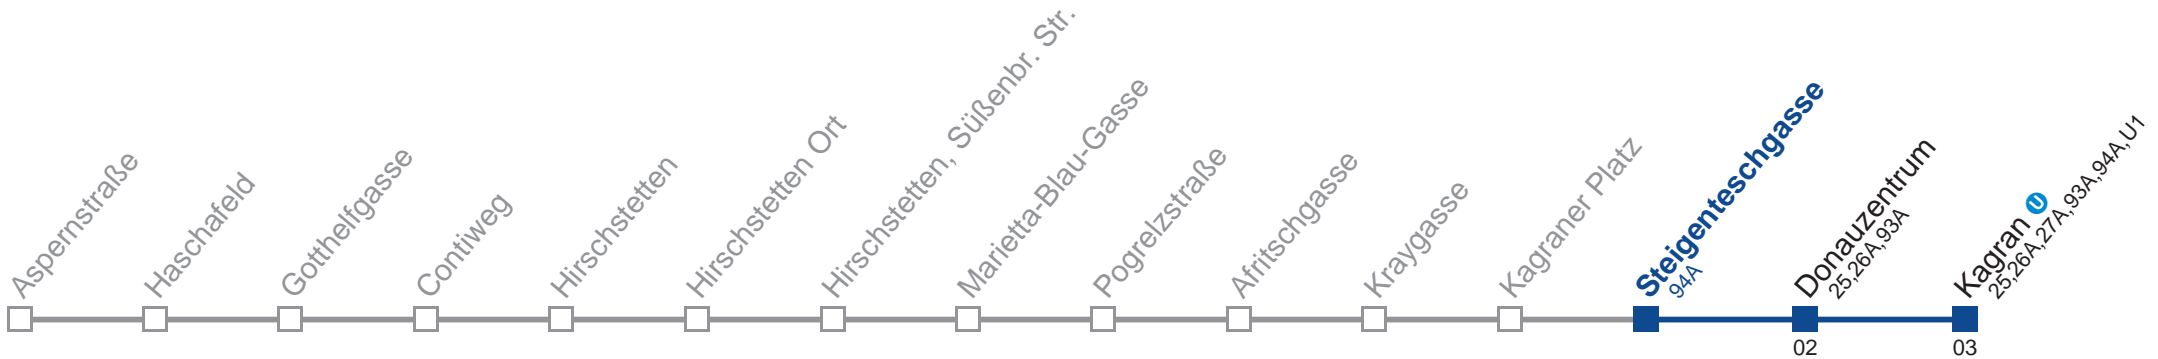 Aspernstraße
Haschafeld
Gotthelfgasse
Contiweg
Hirschstetten
Hirschstetten Ort
Hirschstetten, Süßenbr. Str.
Marietta-Blau-Gasse
Pogrelzstraße
Afritschgasse
Kraygasse
Kagraner Platz
Steigenteschgasse
94A
Donauzentrum
25,26A,93A
Kagran U
25,26A,27A,93A,94A,U1
02
03